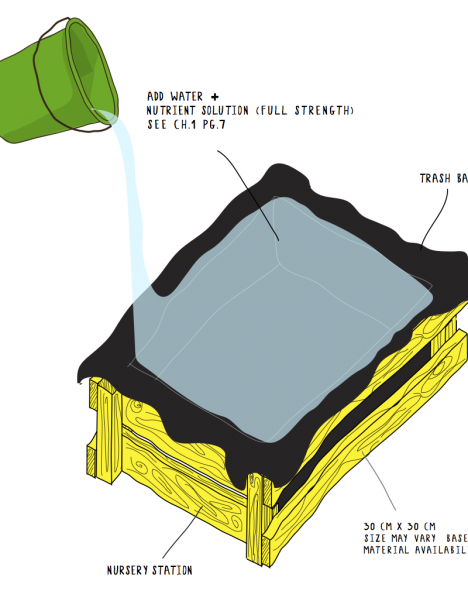 ADD WATER +
NUTRIENT SOLUTION (FULL STRENGTH)
SEE CH.1 PG.7
TRASH BA
30 CM X 30 CM
SIZE MAY VARY BASE
MATERIAL AVAILABIL
NURSERY STATION